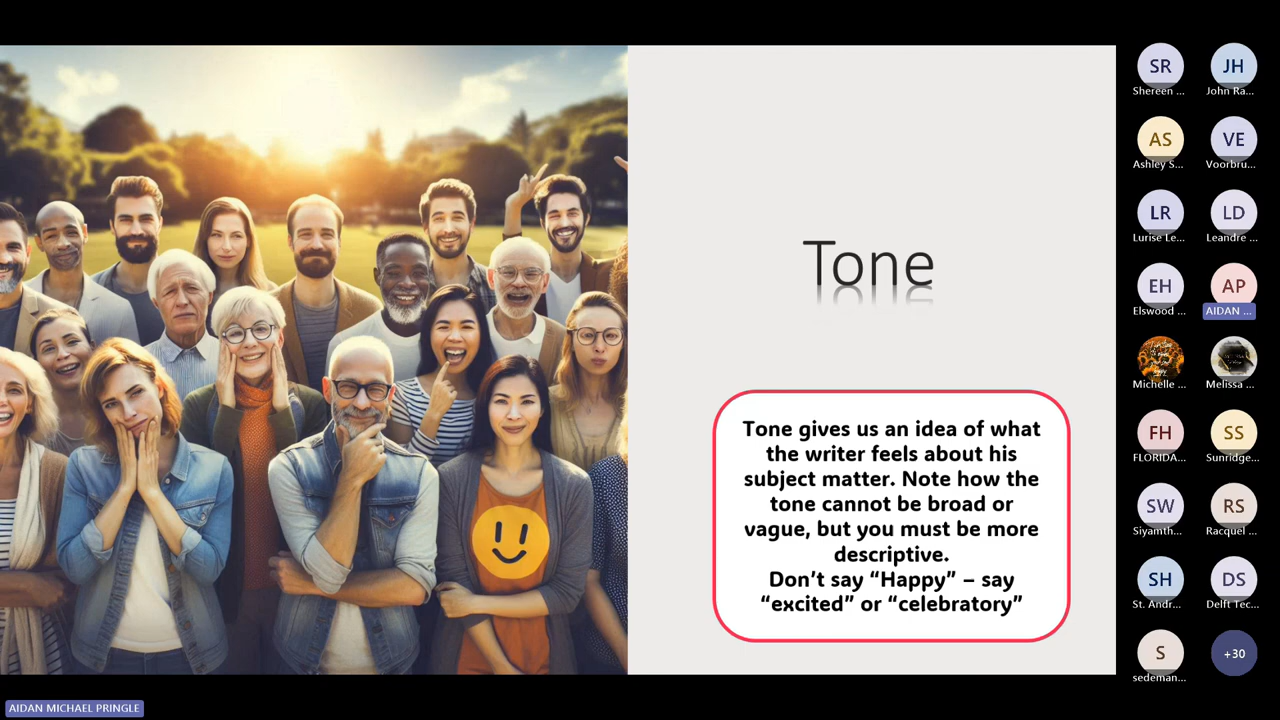 Tone
Tone gives us an idea of what
the writer feels about his
subject matter. Note how the
tone cannot be broad or
vague, but you must be more
descriptive.
Don't say “Happy” – say
“excited” or “celebratory”
SR
Shereen ...
JH
John Ra...
AS
Ashley S...
VE
Voorbru...
LR
Lurise Le...
LD
Leandre ...
EH
Elswood ...
AP
AIDAN ...
Michelle ...
Melissa ...
FH
FLORIDA...
SS
Sunridge...
SW
Siyamth...
RS
Racquel ...
SH
St. Andr...
DS
Delft Tec...
S
sedeman...
+30
AIDAN MICHAEL PRINGLE